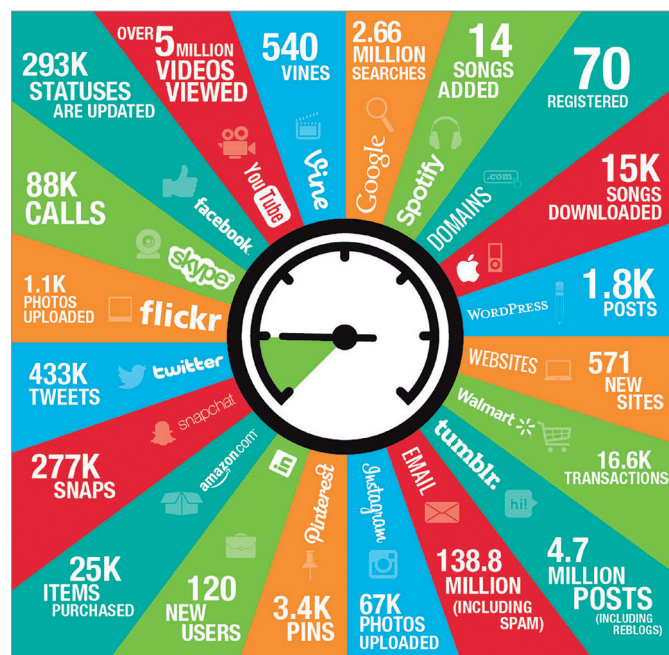 293K
STATUSES
ARE UPDATED
facebook.
OVER 5 MILLION
VIDEOS
VIEWED
YouTube
540
VINES
Vine
2.66
MILLION
SEARCHES
Google
14
SONGS
ADDED
Spotify
70
REGISTERED
.com
DOMAINS
15K
SONGS
DOWNLOADED
1.8K
POSTS
WORDPRESS
571
NEW
SITES
WEBSITES
16.6K
TRANSACTIONS
Walmart
4.7
MILLION
POSTS
(INCLUDING
REBLOGS)
hi!
tumblr.
138.8
MILLION
(INCLUDING
SPAM)
EMAIL
67K
PHOTOS
UPLOADED
Instagram
3.4K
PINS
Pinterest
120
NEW
USERS
in
25K
ITEMS
PURCHASED
amazon.com
277K
SNAPS
snapchat
433K
TWEETS
twitter
1.1K
PHOTOS
UPLOADED
flickr
88K
CALLS
skype